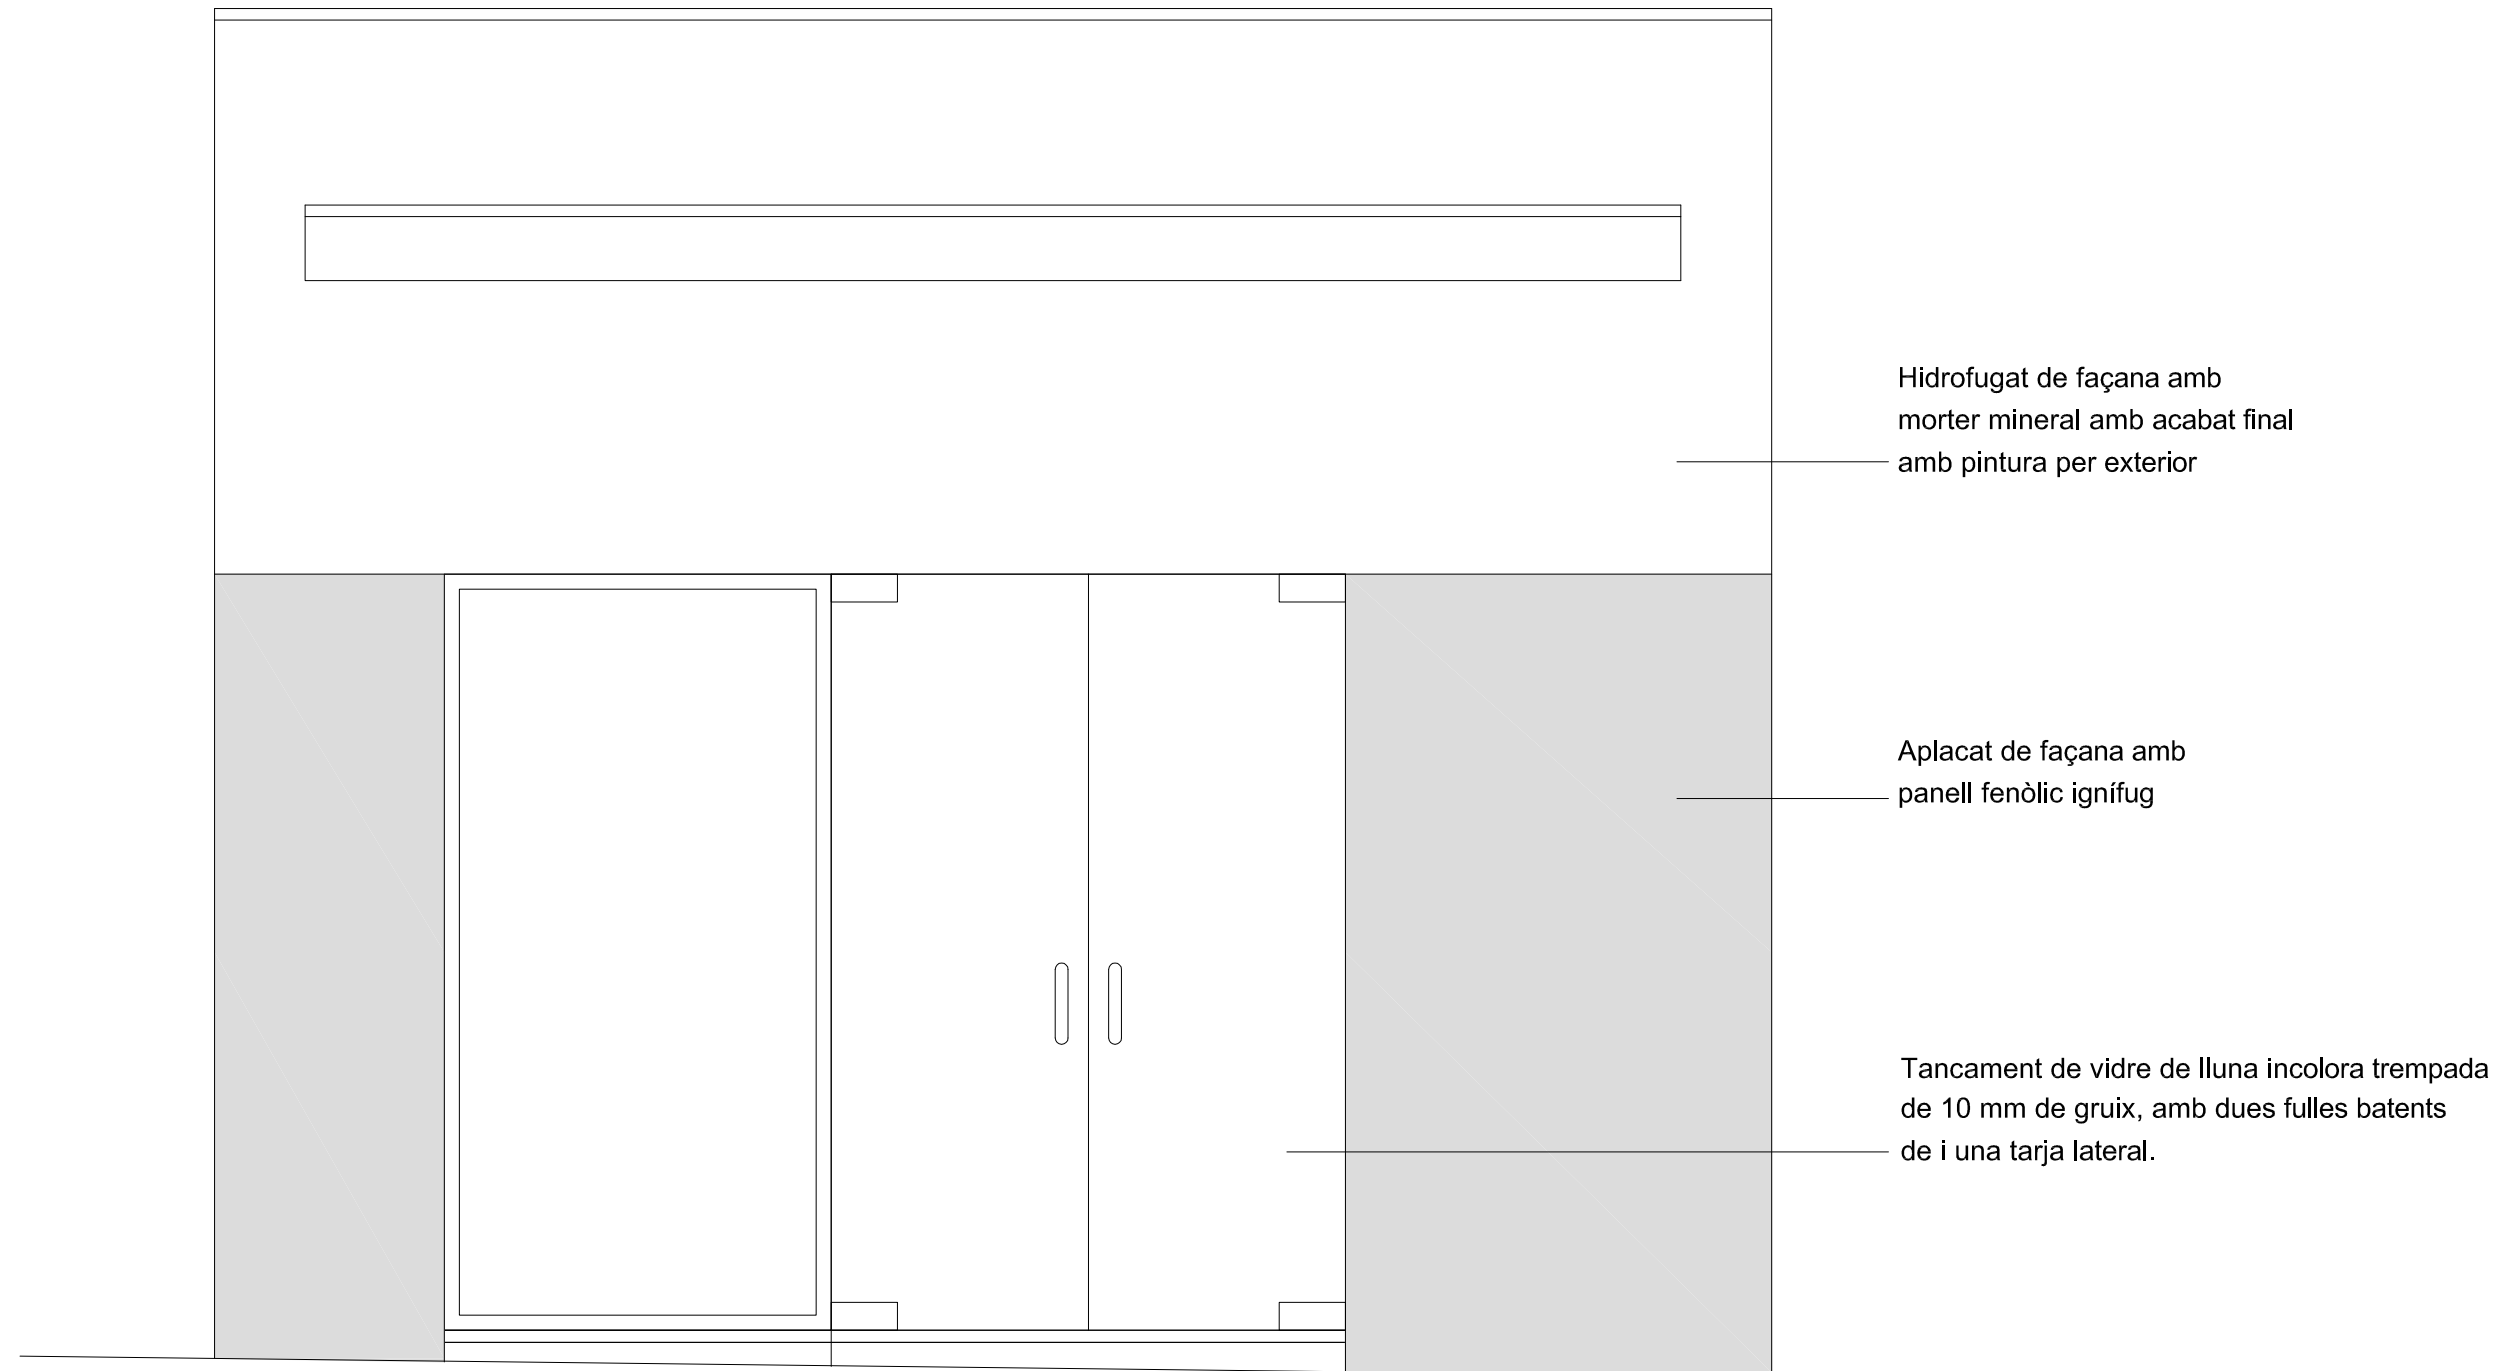 Hidrofugat de façana amb
morter mineral amb acabat final
amb pintura per exterior
Aplacat de façana amb
panell fenòlic ignífug
Tancament de vidre de lluna incolora trempada
de 10 mm de gruix, amb dues fulles batents
de i una tarja lateral.